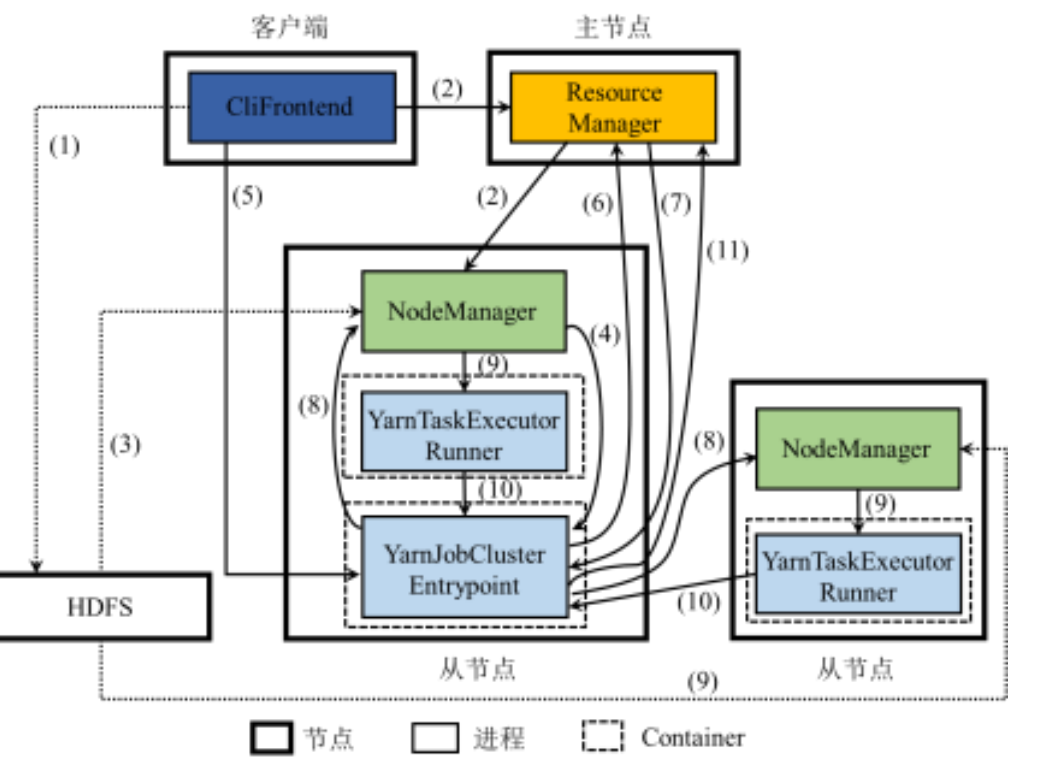 客户端
主节点
CliFrontend
(2)
Resource
Manager
(1)
(5)
(2)
(6)
(7)
(11)
NodeManager
(4)
(9)
(8)
YarnTaskExecutor
Runner
(3)
(8)
NodeManager
(10)
(9)
YarnJobCluster
Entrypoint
YarnTaskExecutor
Runner
(10)
HDFS
从节点
从节点
(9)
节点
进程
Container